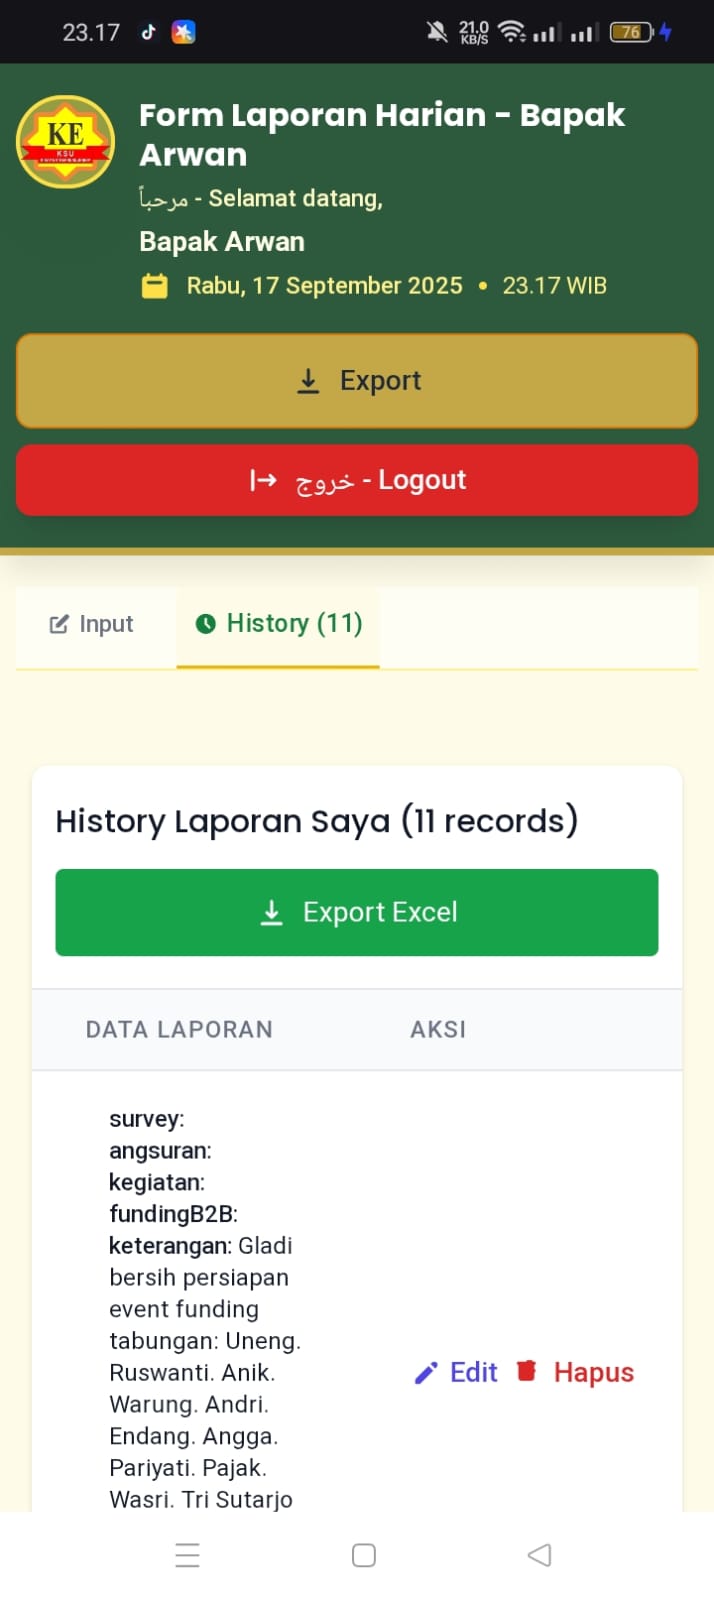 23.17
21.0
KB/S
76
KE
KSU
Form Laporan Harian - Bapak
Arwan
مرحباً - Selamat datang,
Bapak Arwan
Rabu, 17 September 2025 • 23.17 WIB
Export
خروج - Logout
Input
History (11)
History Laporan Saya (11 records)
Export Excel
DATA LAPORAN
AKSI
survey:
angsuran:
kegiatan:
fundingB2B:
keterangan: Gladi
bersih persiapan
event funding
tabungan: Uneng.
Ruswanti. Anik.
Warung. Andri.
Endang. Angga.
Pariyati. Pajak.
Wasri. Tri Sutarjo
Edit
Hapus